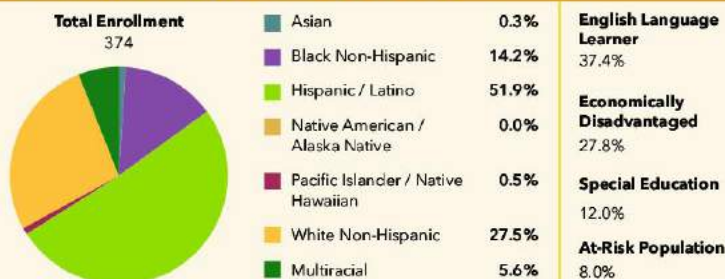 Total Enrollment
374
Asian 0.3%
Black Non-Hispanic 14.2%
Hispanic / Latino 51.9%
Native American / 0.0%
Alaska Native
Pacific Islander / Native 0.5%
Hawaiian
White Non-Hispanic 27.5%
Multiracial 5.6%
English Language
Learner
37.4%
Economically
Disadvantaged
27.8%
Special Education
12.0%
At-Risk Population
8.0%